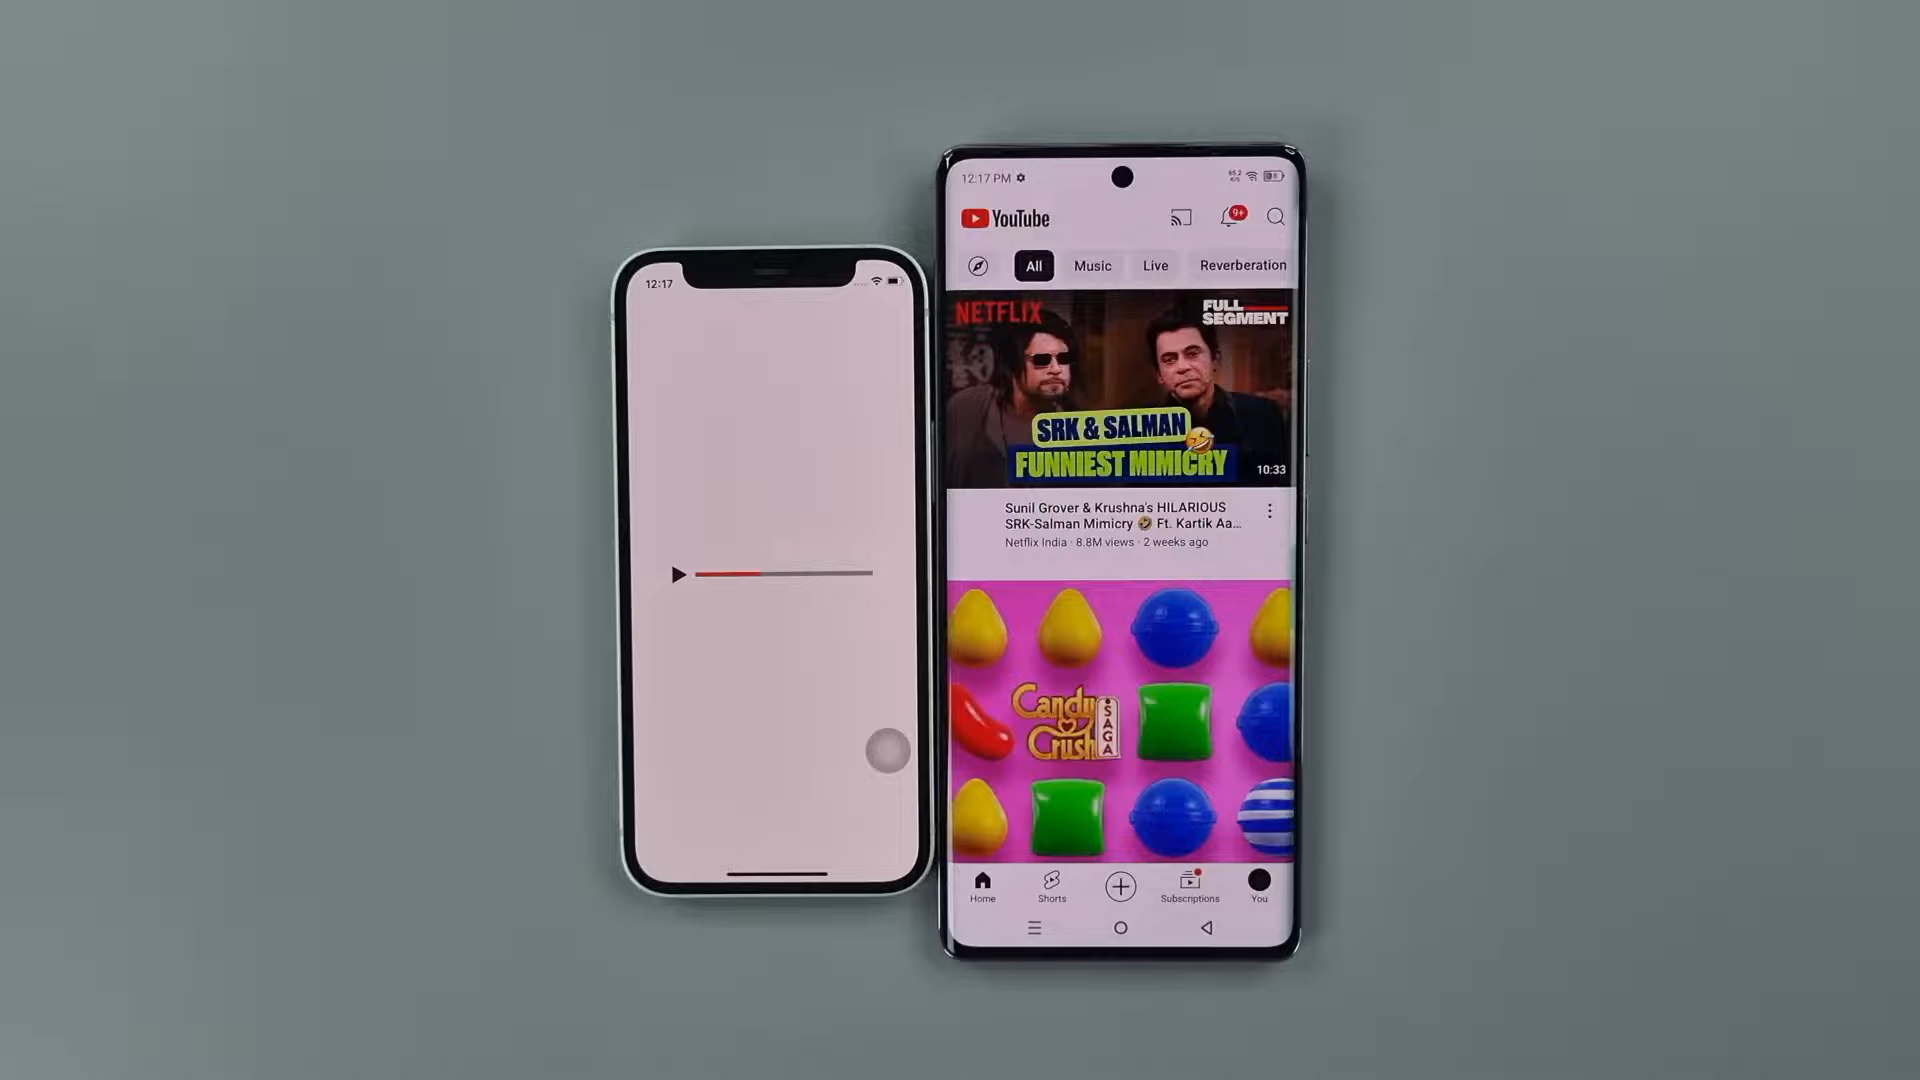 12:17
12:17 PM
65.2
K/S
YouTube
9+
All
Music
Live
Reverberation
NETFLIX
FULL
SEGMENT
SRK & SALMAN
FUNNIEST MIMICRY
10:33
Sunil Grover & Krushna's HILARIOUS
SRK-Salman Mimicry 🤣 Ft. Kartik Aa...
Netflix India · 8.8M views · 2 weeks ago
Candy
Crush
SAGA
Home
Shorts
Subscriptions
You